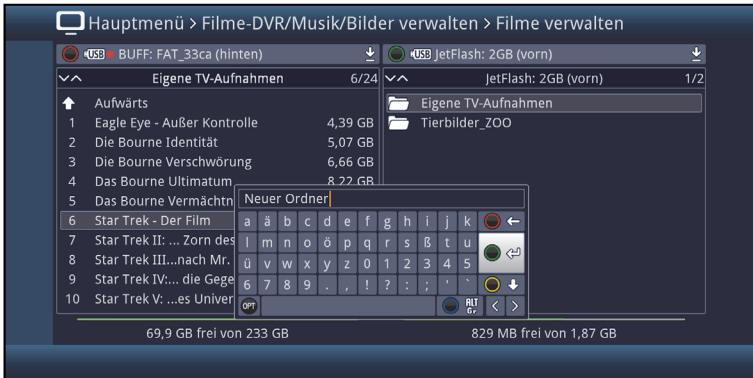 Hauptmenü > Filme-DVR/Musik/Bilder verwalten > Filme verwalten
USB BUFF: FAT_33ca (hinten)
USB JetFlash: 2GB (vorn)
Eigene TV-Aufnahmen 6/24
JetFlash: 2GB (vorn) 1/2
Aufwärts
1 Eagle Eye - Außer Kontrolle 4,39 GB
2 Die Bourne Identität 5,07 GB
3 Die Bourne Verschwörung 6,66 GB
4 Das Bourne Ultimatum 8,22 GB
5 Das Bourne Vermächtn
6 Star Trek - Der Film
7 Star Trek II: ... Zorn des
8 Star Trek III...nach Mr.
9 Star Trek IV:... die Gege
10 Star Trek V: ...es Univer
Eigene TV-Aufnahmen
Tierbilder_ZOO
Neuer Ordner
a ä b c d e f g h i j k
l m n o ö p q r s ß t u
ü v w x y z 0 1 2 3 4 5
6 7 8 9 . , ! ? : ; ' `
OPT ALT Gr < >
69,9 GB frei von 233 GB
829 MB frei von 1,87 GB